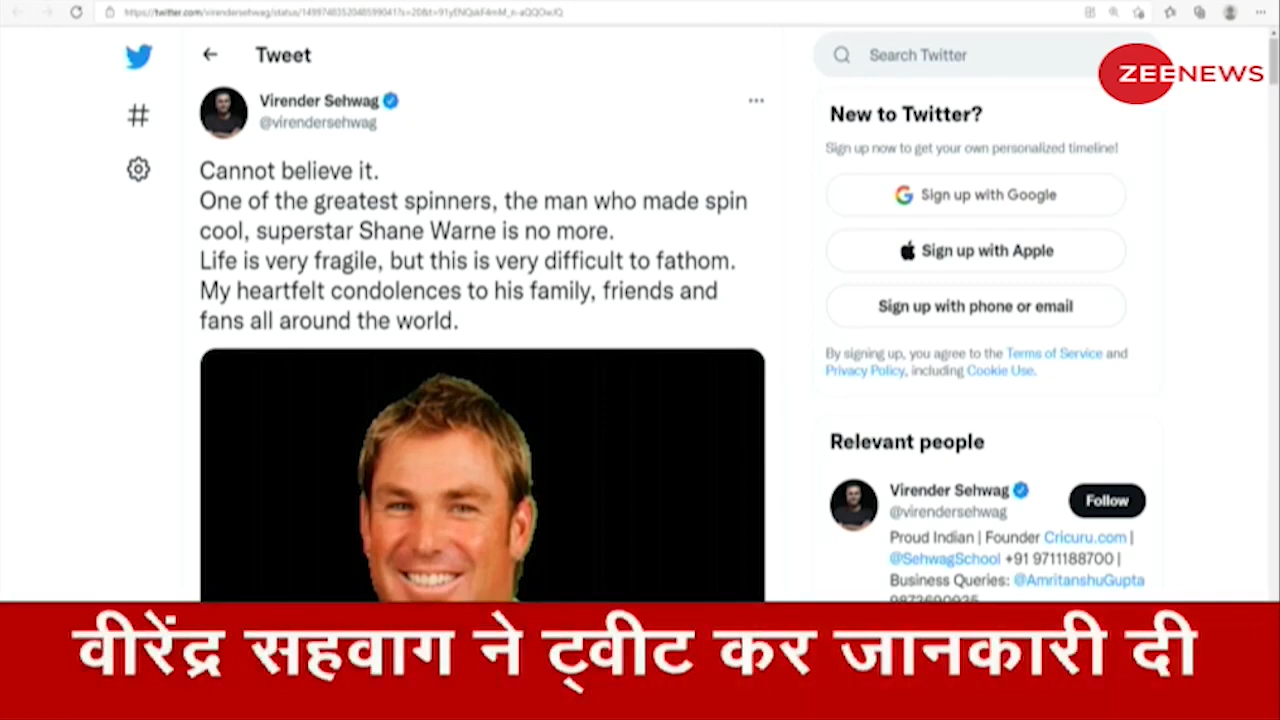 Tweet
Search Twitter
ZEENEWS
Virender Sehwag
@virendersehwag
Cannot believe it.
One of the greatest spinners, the man who made spin
cool, superstar Shane Warne is no more.
Life is very fragile, but this is very difficult to fathom.
My heartfelt condolences to his family, friends and
fans all around the world.
New to Twitter?
Sign up now to get your own personalized timeline!
Sign up with Google
Sign up with Apple
Sign up with phone or email
By signing up, you agree to the Terms of Service and
Privacy Policy, including Cookie Use.
Relevant people
Virender Sehwag
@virendersehwag
Follow
Proud Indian | Founder Cricuru.com |
@SehwagSchool +91 9711188700 |
Business Queries: @AmritanshuGupta
वीरेंद्र सहवाग ने ट्वीट कर जानकारी दी